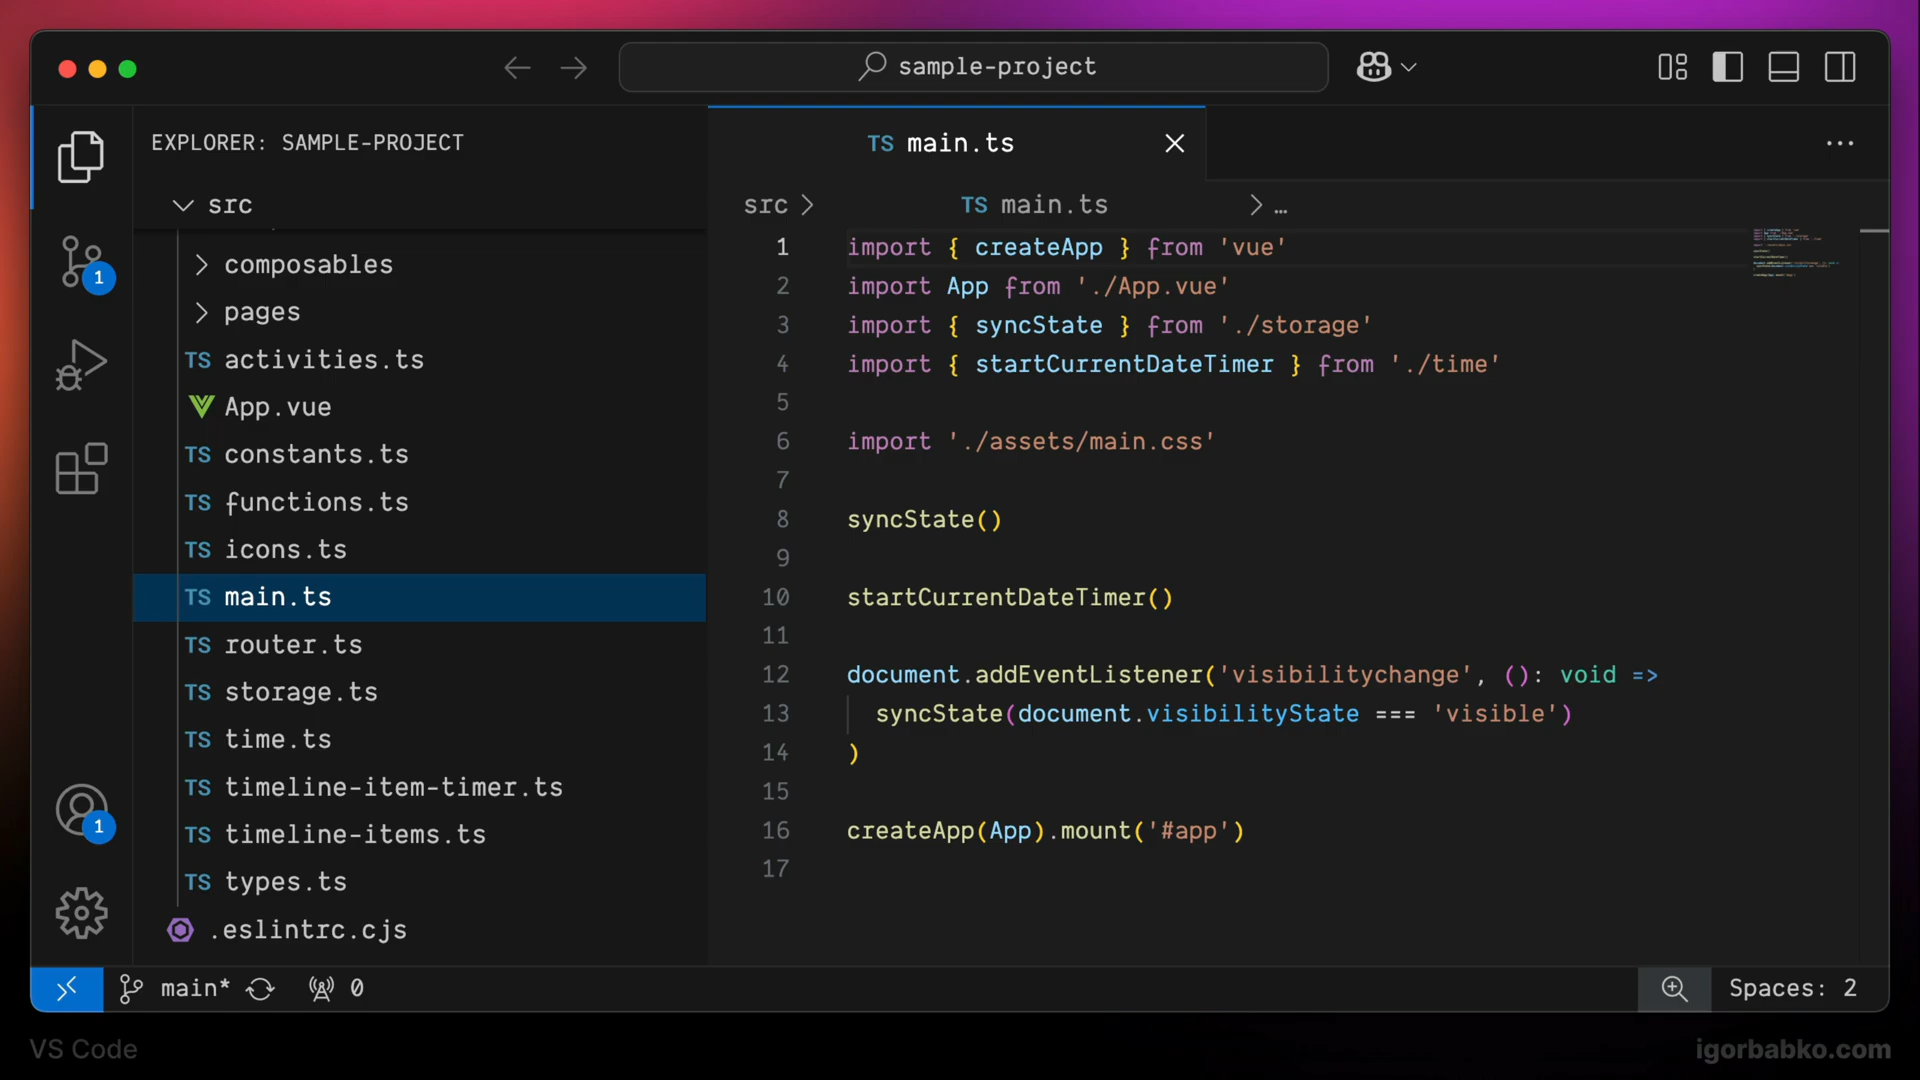 sample-project
EXPLORER: SAMPLE-PROJECT
src
composables
pages
TS activities.ts
App.vue
TS constants.ts
TS functions.ts
TS icons.ts
TS main.ts
TS router.ts
TS storage.ts
TS time.ts
TS timeline-item-timer.ts
TS timeline-items.ts
TS types.ts
.eslintrc.cjs
1
1
TS main.ts
src > TS main.ts > …
1 import { createApp } from 'vue'
2 import App from './App.vue'
3 import { syncState } from './storage'
4 import { startCurrentDateTimer } from './time'
5
6 import './assets/main.css'
7
8 syncState()
9
10 startCurrentDateTimer()
11
12 document.addEventListener('visibilitychange', (): void =>
13 syncState(document.visibilityState === 'visible')
14 )
15
16 createApp(App).mount('#app')
17
main* 0
Spaces: 2
VS Code
igorbabko.com